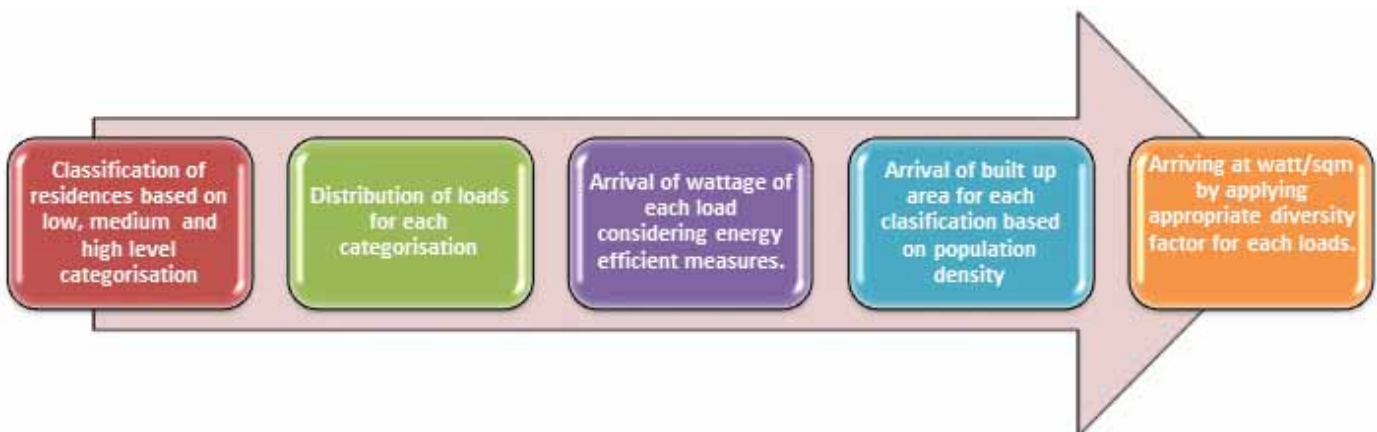 Classification of
residences based on
low, medium and
high level
categorisation
Distribution of loads
for each
categorisation
Arrival of wattage of
each load
considering energy
efficient measures.
Arrival of built up
area for each
clasification based
on population
density
Arriving at watt/sqm
by applying
appropriate diversity
factor for each loads.